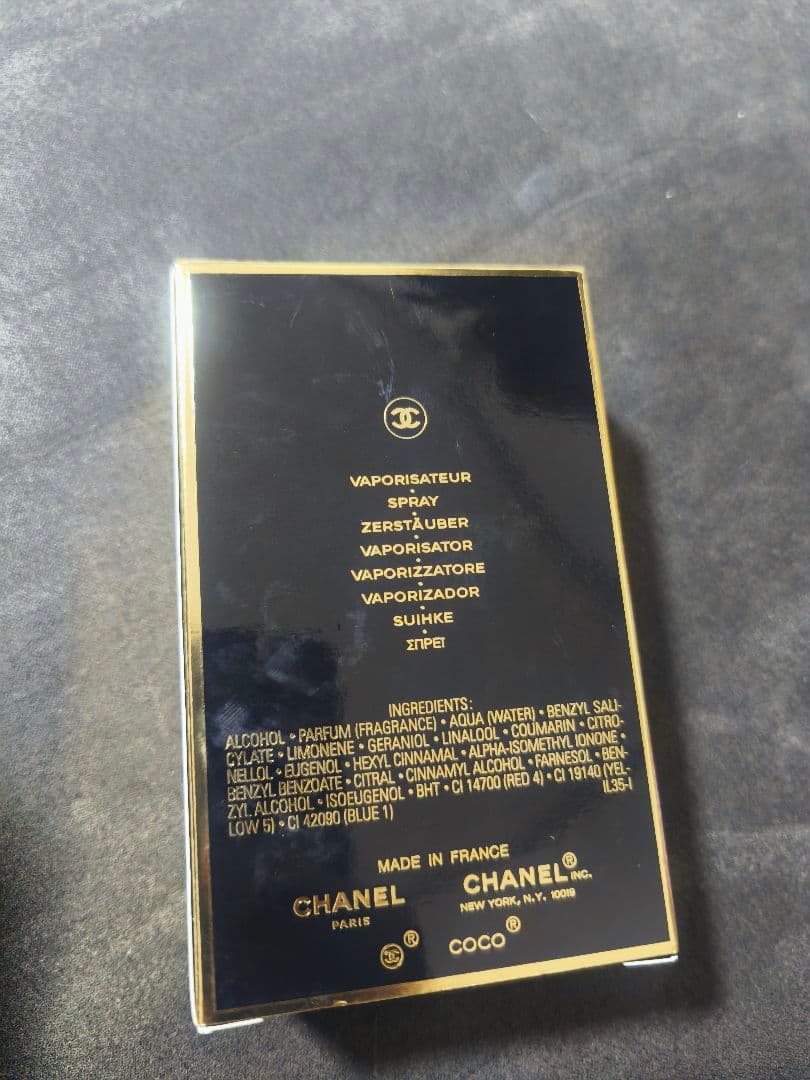 VAPORISATEUR
•
SPRAY
•
ZERSTÄUBER
•
VAPORISATOR
•
VAPORIZZATORE
•
VAPORIZADOR
•
SUIHKE
•
ΣΠΡΕΪ
INGREDIENTS:
ALCOHOL • PARFUM (FRAGRANCE) • AQUA (WATER) • BENZYL SALI-
CYLATE • LIMONENE • GERANIOL • LINALOOL • COUMARIN • CITRO-
NELLOL • EUGENOL • HEXYL CINNAMAL • ALPHA-ISOMETHYL IONONE •
BENZYL BENZOATE • CITRAL • CINNAMYL ALCOHOL • FARNESOL • BEN-
ZYL ALCOHOL • ISOEUGENOL • BHT • CI 14700 (RED 4) • CI 19140 (YEL-
LOW 5) • CI 42090 (BLUE 1)
IL35-I
MADE IN FRANCE
CHANEL
PARIS
CHANEL® INC.
NEW YORK, N.Y. 10019
® COCO®